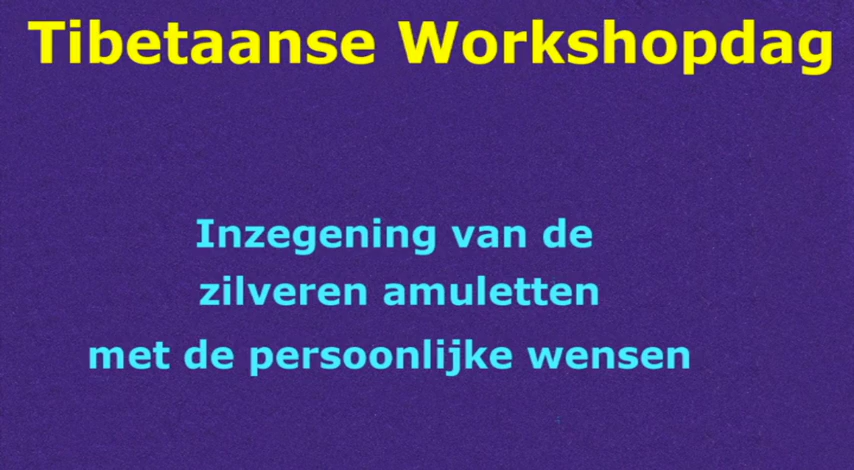 Tibetaanse Workshopdag
Inzegening van de
zilveren amuletten
met de persoonlijke wensen